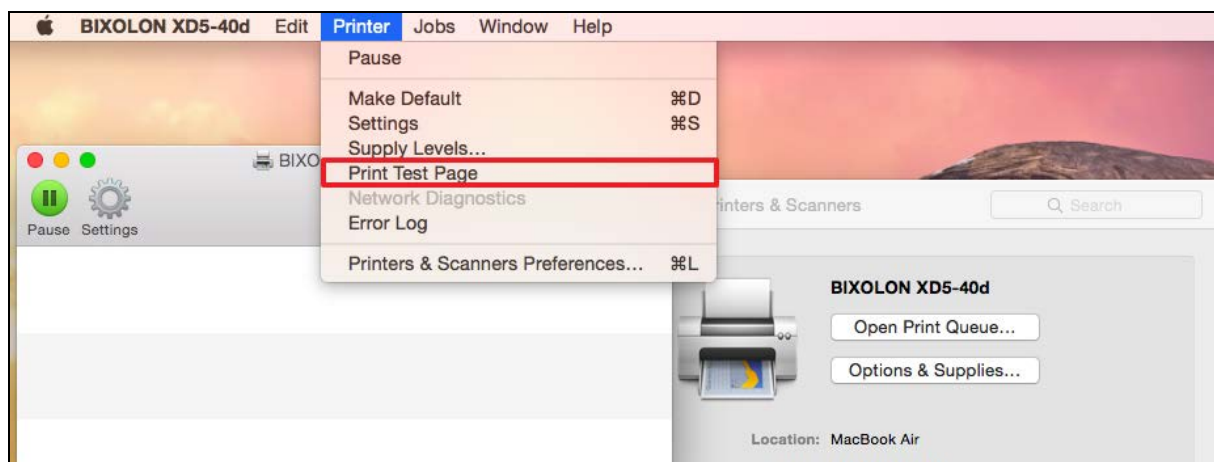 BIXOLON XD5-40d Edit Printer Jobs Window Help
Pause
Make Default ⌘D
Settings ⌘S
Supply Levels...
Print Test Page
Network Diagnostics
Error Log
Printers & Scanners Preferences... ⌘L
BIXO
Pause Settings
inters & Scanners
Search
BIXOLON XD5-40d
Open Print Queue...
Options & Supplies...
Location: MacBook Air